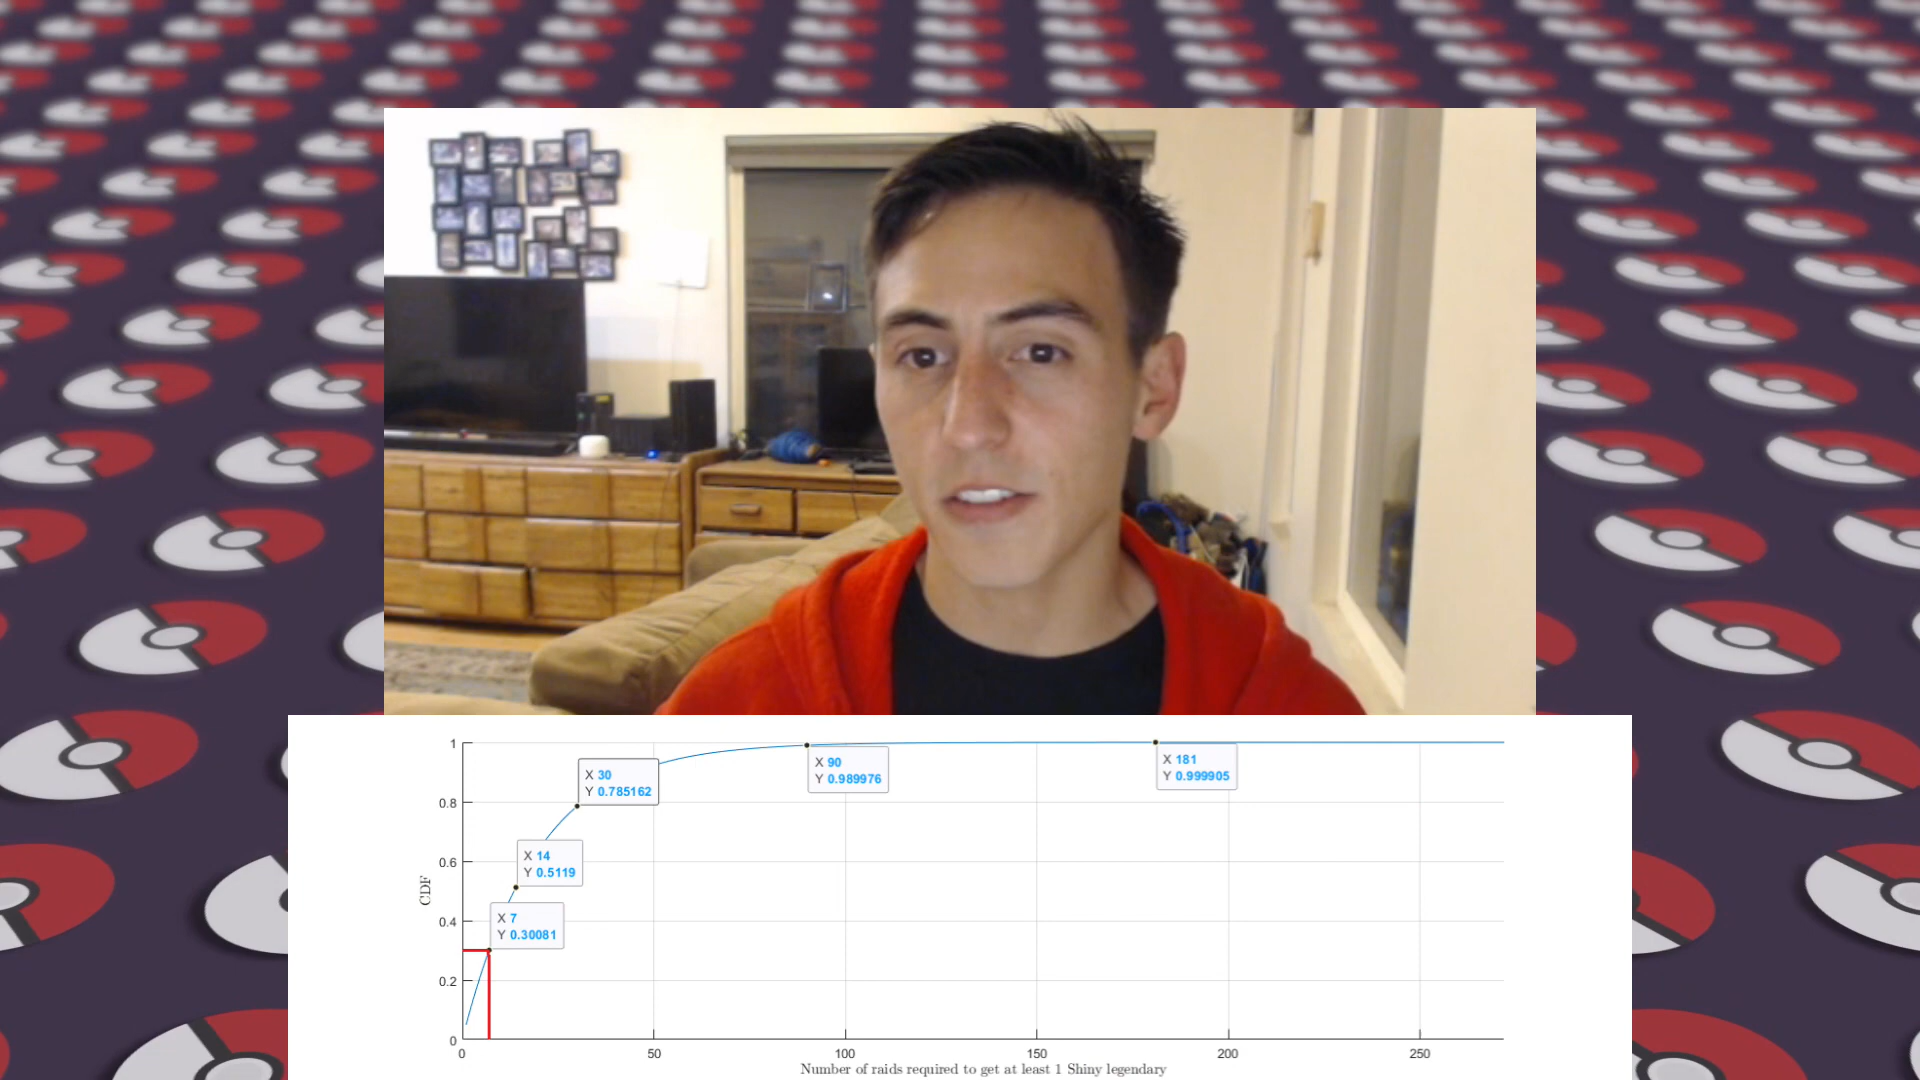 1
0.8
0.6
0.4
0.2
0
CDF
X 30
Y 0.785162
X 14
Y 0.5119
X 7
Y 0.30081
X 90
Y 0.989976
X 181
Y 0.999905
0 50 100 150 200 250
Number of raids required to get at least 1 Shiny legendary